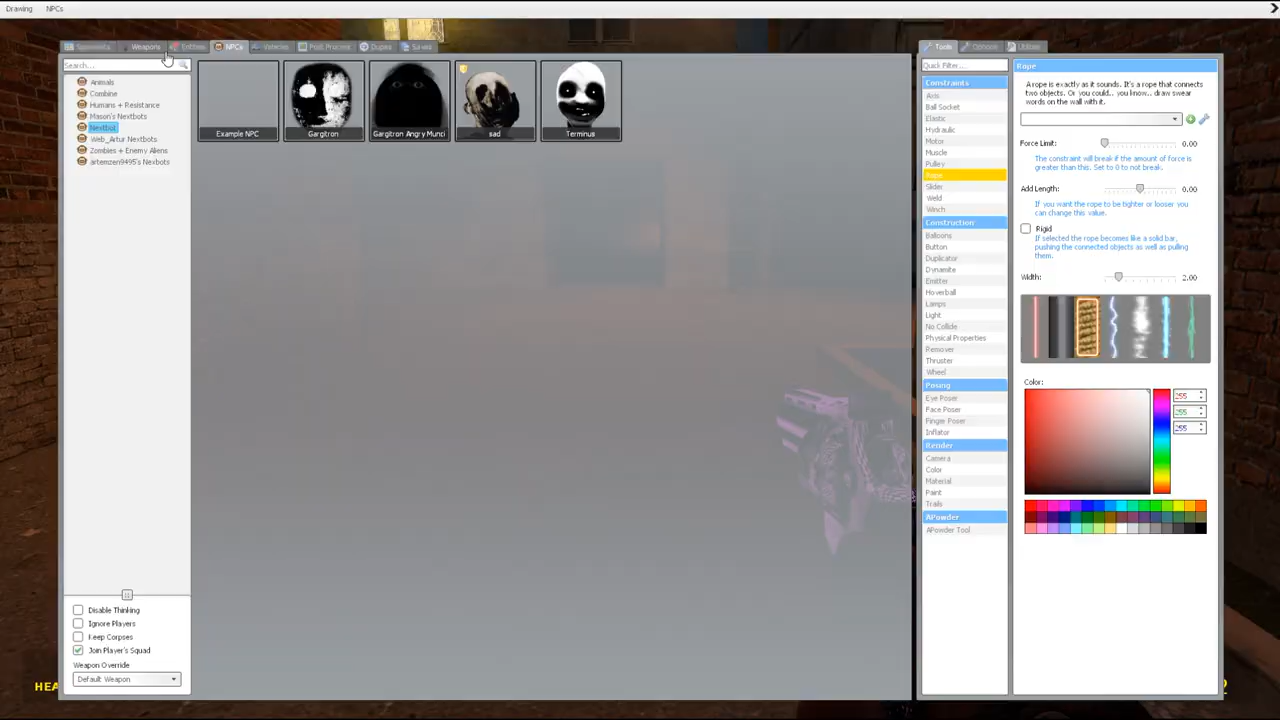 Drawing NPCs
Spawnlists Weapons Entities NPCs Vehicles Post Process Dupes Saves
Search...
Animals
Combine
Humans + Resistance
Mason's Nextbots
Nextbot
Web_Artur Nextbots
Zombies + Enemy Aliens
artemzen9495's Nexbots
Example NPC Gargitron Gargitron Angry Munci sad Terminus
Disable Thinking
Ignore Players
Keep Corpses
Join Player's Squad
Weapon Override
Default Weapon
HEA
2
Tools Options Utilities
Quick Filter...
Constraints
Axis
Ball Socket
Elastic
Hydraulic
Motor
Muscle
Pulley
Rope
Slider
Weld
Winch
Construction
Balloons
Button
Duplicator
Dynamite
Emitter
Hoverball
Lamps
Light
No Collide
Physical Properties
Remover
Thruster
Wheel
Posing
Eye Poser
Face Poser
Finger Poser
Inflator
Render
Camera
Color
Material
Paint
Trails
APowder
APowder Tool
Rope
A rope is exactly as it sounds. It's a rope that connects
two objects. Or you could.. you know.. draw swear
words on the wall with it.
Force Limit: 0.00
The constraint will break if the amount of force is
greater than this. Set to 0 to not break.
Add Length: 0.00
If you want the rope to be tighter or looser you
can change this value.
Rigid
If selected the rope becomes like a solid bar,
pushing the connected objects as well as pulling
them.
Width: 2.00
Color:
255
255
255